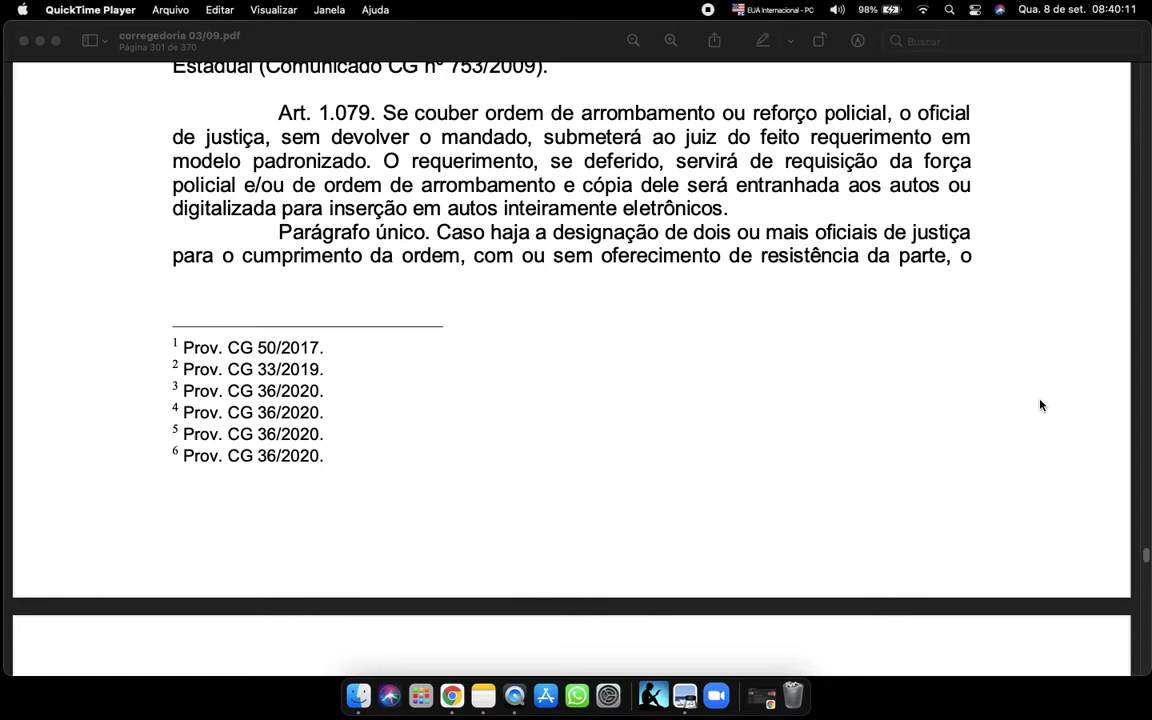 QuickTime Player Arquivo Editar Visualizar Janela Ajuda EUA Internacional - PC 98% Qua. 8 de set. 08:40:11
corregedoria 03/09.pdf
Página 301 de 370
Buscar
Estadual (Comunicado CG nº 753/2009).
Art. 1.079. Se couber ordem de arrombamento ou reforço policial, o oficial
de justiça, sem devolver o mandado, submeterá ao juiz do feito requerimento em
modelo padronizado. O requerimento, se deferido, servirá de requisição da força
policial e/ou de ordem de arrombamento e cópia dele será entranhada aos autos ou
digitalizada para inserção em autos inteiramente eletrônicos.
Parágrafo único. Caso haja a designação de dois ou mais oficiais de justiça
para o cumprimento da ordem, com ou sem oferecimento de resistência da parte, o
1 Prov. CG 50/2017.
2 Prov. CG 33/2019.
3 Prov. CG 36/2020.
4 Prov. CG 36/2020.
5 Prov. CG 36/2020.
6 Prov. CG 36/2020.